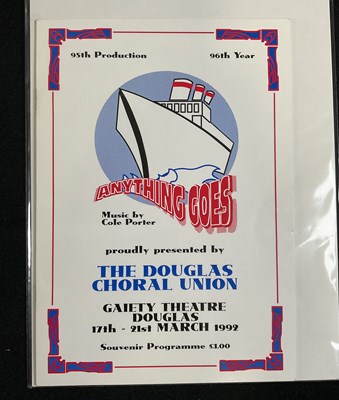 95th Production 96th Year
ANYTHING GOES
Music by
Cole Porter
proudly presented by
THE DOUGLAS
CHORAL UNION
GAIETY THEATRE
DOUGLAS
17th - 21st MARCH 1992
Souvenir Programme £1.00